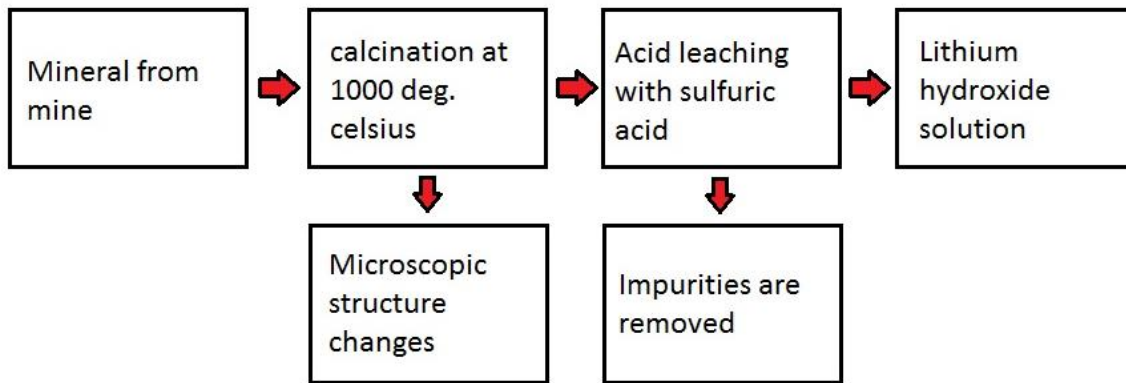 Mineral from
mine
calcination at
1000 deg.
celsius
Acid leaching
with sulfuric
acid
Lithium
hydroxide
solution
Microscopic
structure
changes
Impurities are
removed